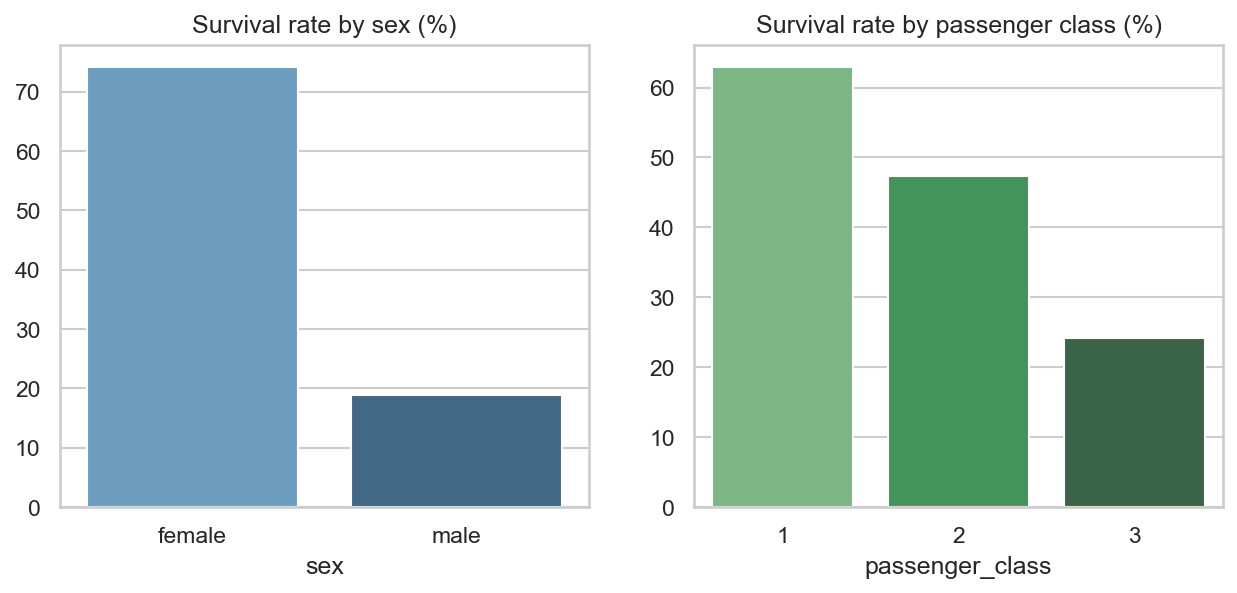 Survival rate by sex (%)
70
60
50
40
30
20
10
0
female male
sex
Survival rate by passenger class (%)
60
50
40
30
20
10
0
1 2 3
passenger_class